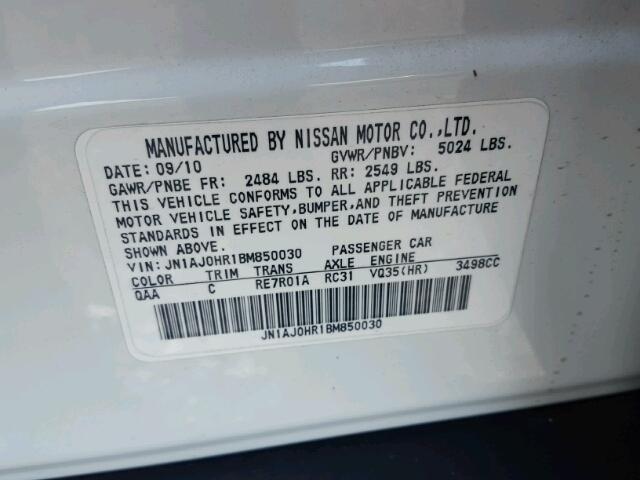 MANUFACTURED BY NISSAN MOTOR CO.,LTD.
DATE: 09/10 GVWR/PNBV: 5024 LBS.
GAWR/PNBE FR: 2484 LBS. RR: 2549 LBS.
THIS VEHICLE CONFORMS TO ALL APPLICABLE FEDERAL
MOTOR VEHICLE SAFETY,BUMPER,AND THEFT PREVENTION
STANDARDS IN EFFECT ON THE DATE OF MANUFACTURE
SHOWN ABOVE.
VIN: JN1AJ0HR1BM850030 PASSENGER CAR
COLOR TRIM TRANS AXLE ENGINE
QAA C RE7R01A RC31 VQ35(HR) 3498CC
JN1AJ0HR1BM850030